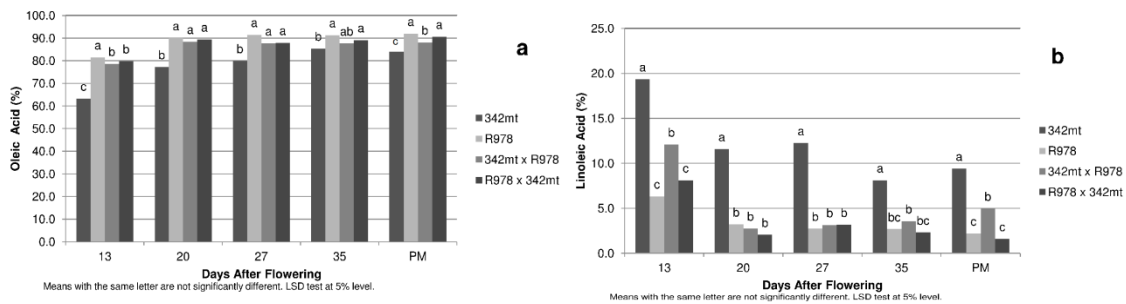 100.0
90.0
80.0
70.0
60.0
50.0
40.0
30.0
20.0
10.0
0.0
Oleic Acid (%)
c a b b
b a a a
b a a a
b a ab a
c a b a
13 20 27 35 PM
Days After Flowering
Means with the same letter are not significantly different. LSD test at 5% level.
a
342mt
R978
342mt x R978
R978 x 342mt
25.0
20.0
15.0
10.0
5.0
0.0
Linoleic Acid (%)
a c b c
a b b b
a b b b
a bc b bc
a c b c
13 20 27 35 PM
Days After Flowering
Means with the same letter are not significantly different. LSD test at 5% level.
b
342mt
R978
342mt x R978
R978 x 342mt